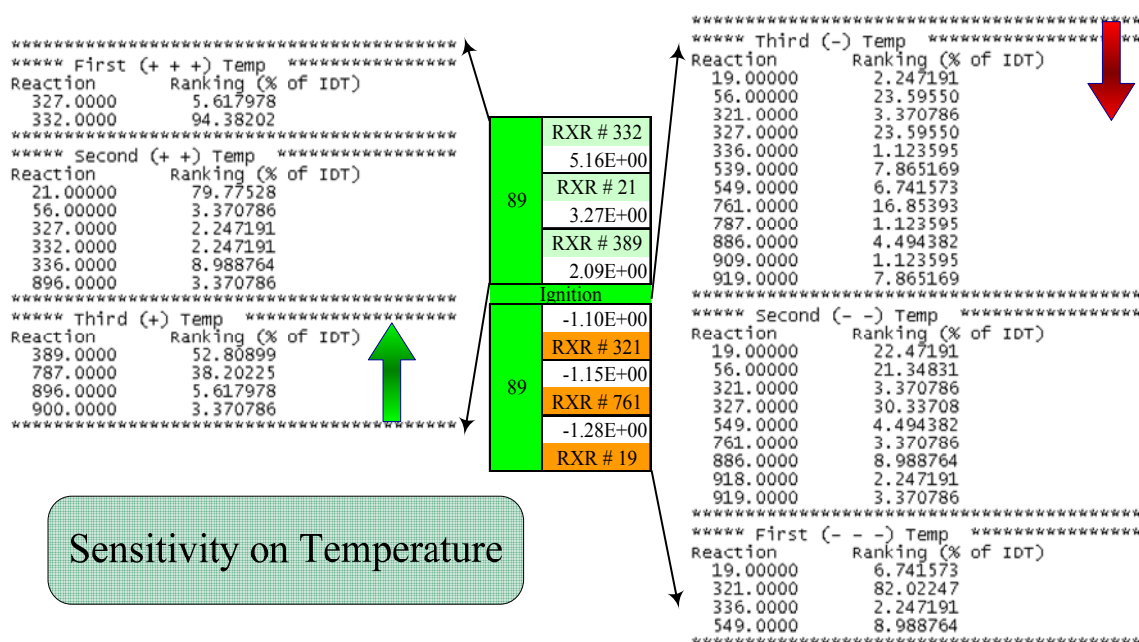 ********************************************
***** First (+ + +) Temp *****************
Reaction Ranking (% of IDT)
327.0000 5.617978
332.0000 94.38202
********************************************
***** Second (+ +) Temp ******************
Reaction Ranking (% of IDT)
21.00000 79.77528
56.00000 3.370786
327.0000 2.247191
332.0000 2.247191
336.0000 8.988764
896.0000 3.370786
********************************************
***** Third (+) Temp *********************
Reaction Ranking (% of IDT)
389.0000 52.80899
787.0000 38.20225
896.0000 5.617978
900.0000 3.370786
********************************************
89
RXR # 332
5.16E+00
RXR # 21
3.27E+00
RXR # 389
2.09E+00
Ignition
89
-1.10E+00
RXR # 321
-1.15E+00
RXR # 761
-1.28E+00
RXR # 19
********************************************
***** Third (-) Temp *********************
Reaction Ranking (% of IDT)
19.00000 2.247191
56.00000 23.59550
321.0000 3.370786
327.0000 23.59550
336.0000 1.123595
539.0000 7.865169
549.0000 6.741573
761.0000 16.85393
787.0000 1.123595
886.0000 4.494382
909.0000 1.123595
919.0000 7.865169
********************************************
***** Second (- -) Temp ******************
Reaction Ranking (% of IDT)
19.00000 22.47191
56.00000 21.34831
321.0000 3.370786
327.0000 30.33708
549.0000 4.494382
761.0000 3.370786
886.0000 8.988764
918.0000 2.247191
919.0000 3.370786
********************************************
***** First (- - -) Temp *****************
Reaction Ranking (% of IDT)
19.00000 6.741573
321.0000 82.02247
336.0000 2.247191
549.0000 8.988764
********************************************
Sensitivity on Temperature